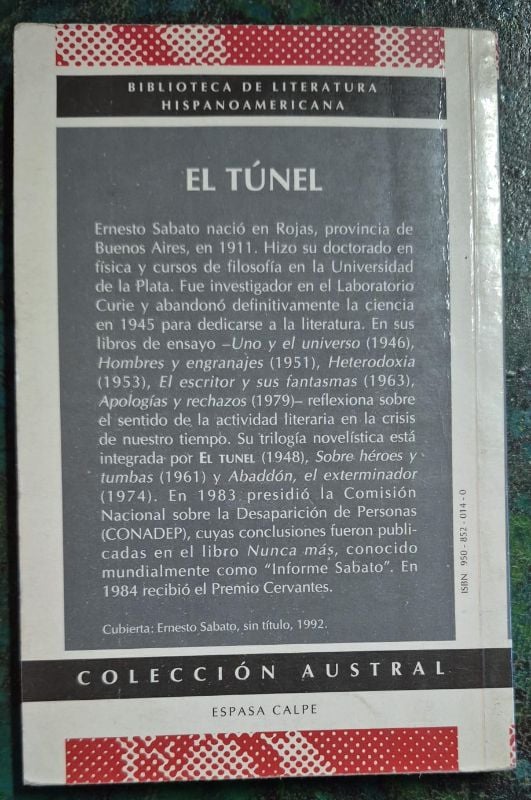 BIBLIOTECA DE LITERATURA
HISPANOAMERICANA
EL TÚNEL
Ernesto Sabato nació en Rojas, provincia de
Buenos Aires, en 1911. Hizo su doctorado en
física y cursos de filosofía en la Universidad
de la Plata. Fue investigador en el Laboratorio
Curie y abandonó definitivamente la ciencia
en 1945 para dedicarse a la literatura. En sus
libros de ensayo –Uno y el universo (1946),
Hombres y engranajes (1951), Heterodoxia
(1953), El escritor y sus fantasmas (1963),
Apologías y rechazos (1979)– reflexiona sobre
el sentido de la actividad literaria en la crisis
de nuestro tiempo. Su trilogía novelística está
integrada por EL TUNEL (1948), Sobre héroes y
tumbas (1961) y Abaddón, el exterminador
(1974). En 1983 presidió la Comisión
Nacional sobre la Desaparición de Personas
(CONADEP), cuyas conclusiones fueron publi-
cadas en el libro Nunca más, conocido
mundialmente como “Informe Sabato”. En
1984 recibió el Premio Cervantes.
Cubierta: Ernesto Sabato, sin título, 1992.
ISBN 950-852-014-0
COLECCIÓN AUSTRAL
ESPASA CALPE